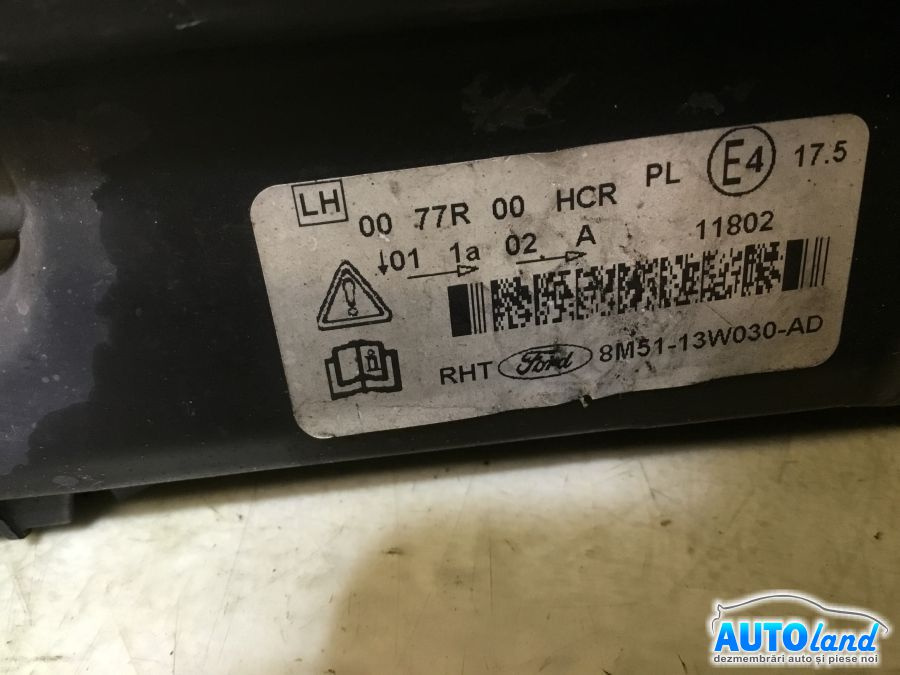 LH 00 77R 00 HCR PL E4 17.5
↓01 1a 02 A 11802
RHT Ford 8M51-13W030-AD
AUTOland
dezmembrări auto și piese noi